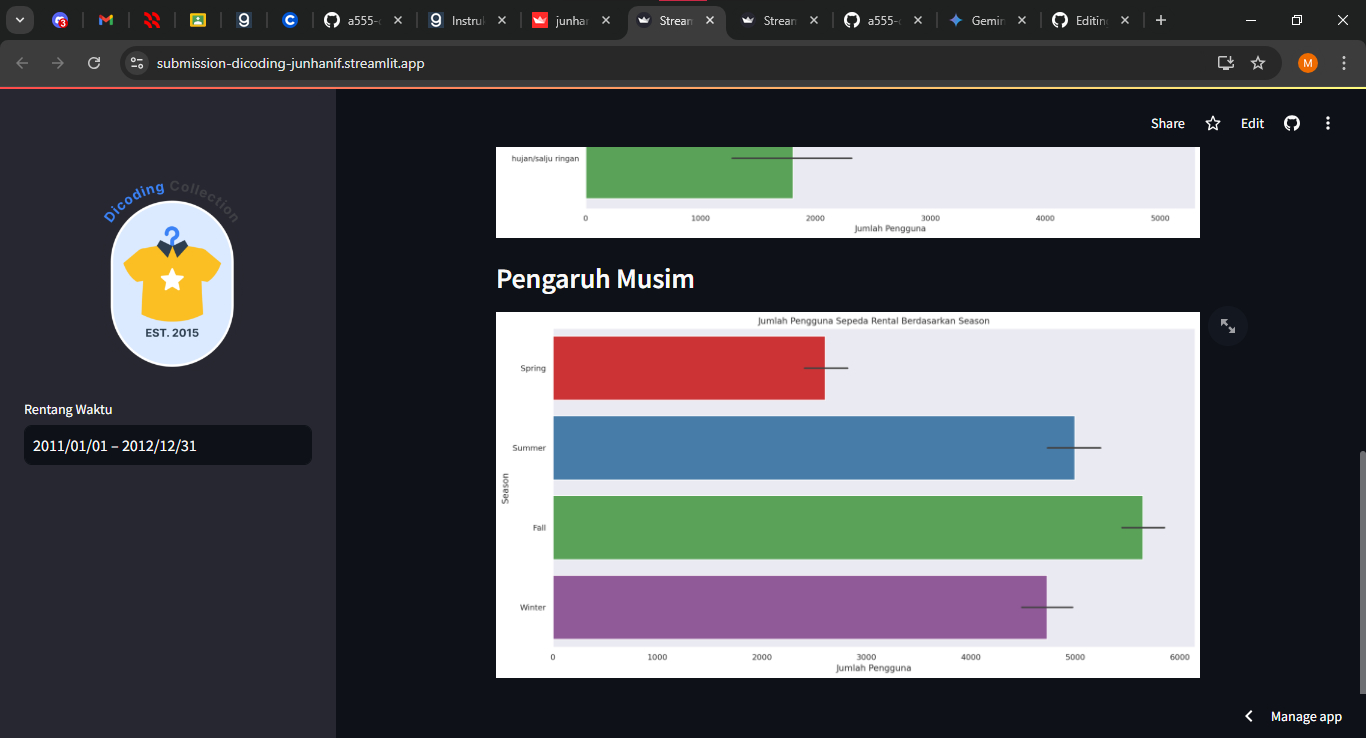 a555-
Instru
junhar
Stream
Stream
a555-
Gemin
Editing
submission-dicoding-junhanif.streamlit.app
M
Share
Edit
Dicoding Collection
EST. 2015
Rentang Waktu
2011/01/01 – 2012/12/31
hujan/salju ringan
0 1000 2000 3000 4000 5000
Jumlah Pengguna
Pengaruh Musim
Jumlah Pengguna Sepeda Rental Berdasarkan Season
Spring
Summer
Season
Fall
Winter
0 1000 2000 3000 4000 5000 6000
Jumlah Pengguna
Manage app